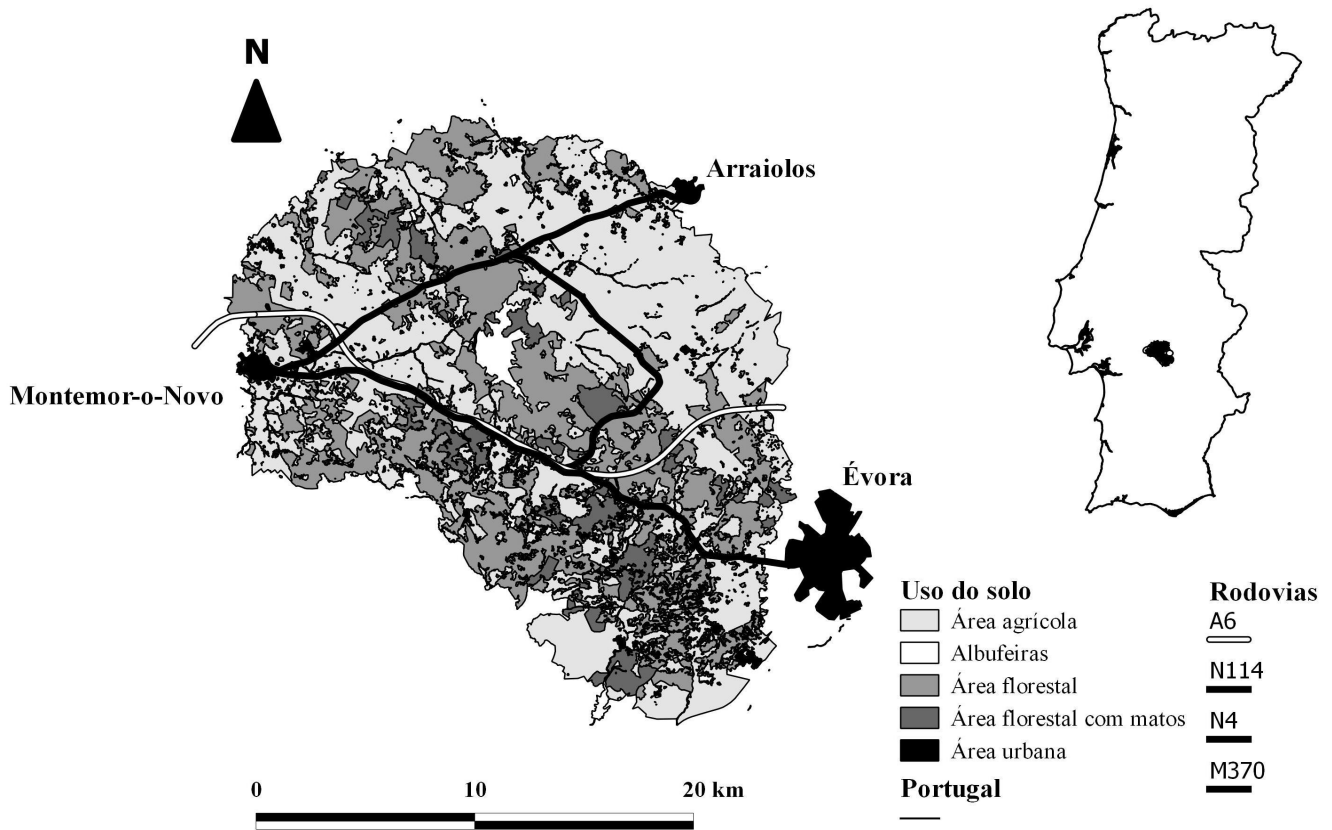 N
Arraiolos
Montemor-o-Novo
Évora
Uso do solo
Área agrícola
Albufeiras
Área florestal
Área florestal com matos
Área urbana
Portugal
Rodovias
A6
N114
N4
M370
0 10 20 km